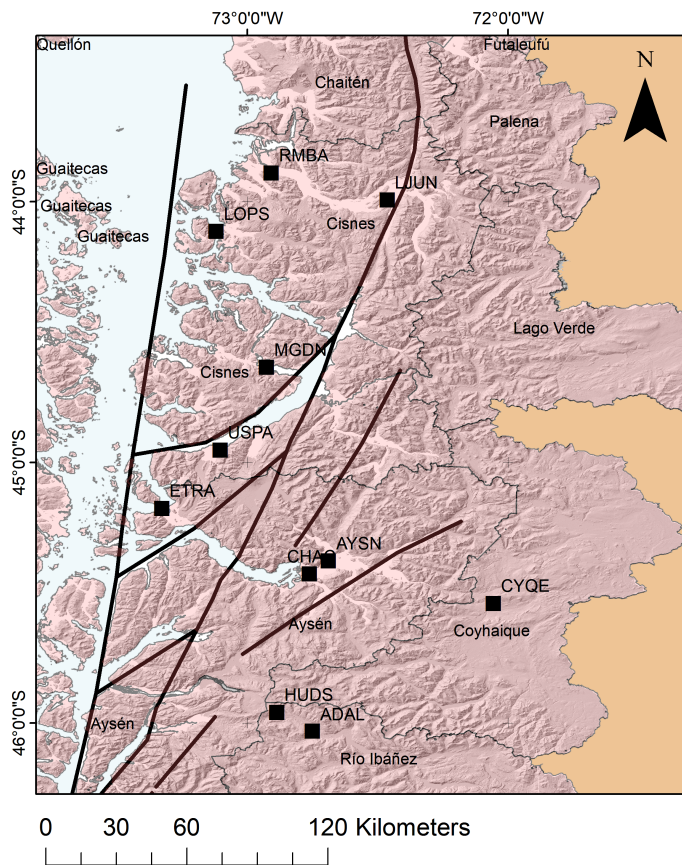 73°0'0"W 72°0'0"W
Quellón
Futaleufú
N
Chaitén
Palena
RMBA
Guaitecas
LJUN
44°0'0"S
Guaitecas
LOPS
Cisnes
Guaitecas
Lago Verde
MGDN
Cisnes
USPA
45°0'0"S
ETRA
AYSN
CHAC
CYQE
Aysén
Coyhaique
HUDS
ADAL
46°0'0"S
Aysén
Río Ibáñez
0 30 60 120 Kilometers